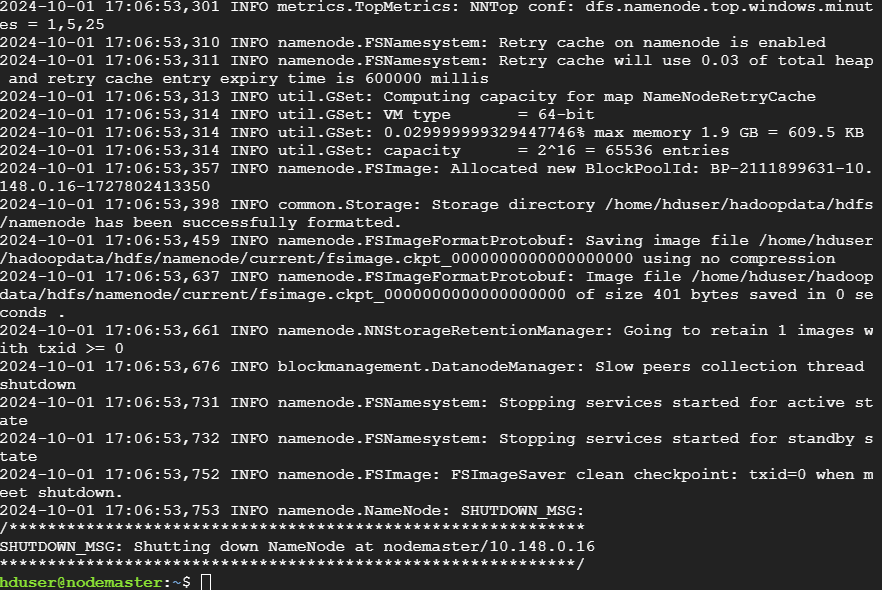 2024-10-01 17:06:53,301 INFO metrics.TopMetrics: NNTop conf: dfs.namenode.top.windows.minut
es = 1,5,25
2024-10-01 17:06:53,310 INFO namenode.FSNamesystem: Retry cache on namenode is enabled
2024-10-01 17:06:53,311 INFO namenode.FSNamesystem: Retry cache will use 0.03 of total heap
 and retry cache entry expiry time is 600000 millis
2024-10-01 17:06:53,313 INFO util.GSet: Computing capacity for map NameNodeRetryCache
2024-10-01 17:06:53,314 INFO util.GSet: VM type       = 64-bit
2024-10-01 17:06:53,314 INFO util.GSet: 0.029999999329447746% max memory 1.9 GB = 609.5 KB
2024-10-01 17:06:53,314 INFO util.GSet: capacity      = 2^16 = 65536 entries
2024-10-01 17:06:53,357 INFO namenode.FSImage: Allocated new BlockPoolId: BP-2111899631-10.
148.0.16-1727802413350
2024-10-01 17:06:53,398 INFO common.Storage: Storage directory /home/hduser/hadoopdata/hdfs
/namenode has been successfully formatted.
2024-10-01 17:06:53,459 INFO namenode.FSImageFormatProtobuf: Saving image file /home/hduser
/hadoopdata/hdfs/namenode/current/fsimage.ckpt_0000000000000000000 using no compression
2024-10-01 17:06:53,637 INFO namenode.FSImageFormatProtobuf: Image file /home/hduser/hadoop
data/hdfs/namenode/current/fsimage.ckpt_0000000000000000000 of size 401 bytes saved in 0 se
conds .
2024-10-01 17:06:53,661 INFO namenode.NNStorageRetentionManager: Going to retain 1 images w
ith txid >= 0
2024-10-01 17:06:53,676 INFO blockmanagement.DatanodeManager: Slow peers collection thread
shutdown
2024-10-01 17:06:53,731 INFO namenode.FSNamesystem: Stopping services started for active st
ate
2024-10-01 17:06:53,732 INFO namenode.FSNamesystem: Stopping services started for standby s
tate
2024-10-01 17:06:53,752 INFO namenode.FSImage: FSImageSaver clean checkpoint: txid=0 when m
eet shutdown.
2024-10-01 17:06:53,753 INFO namenode.NameNode: SHUTDOWN_MSG:
/************************************************************
SHUTDOWN_MSG: Shutting down NameNode at nodemaster/10.148.0.16
************************************************************/
hduser@nodemaster:~$